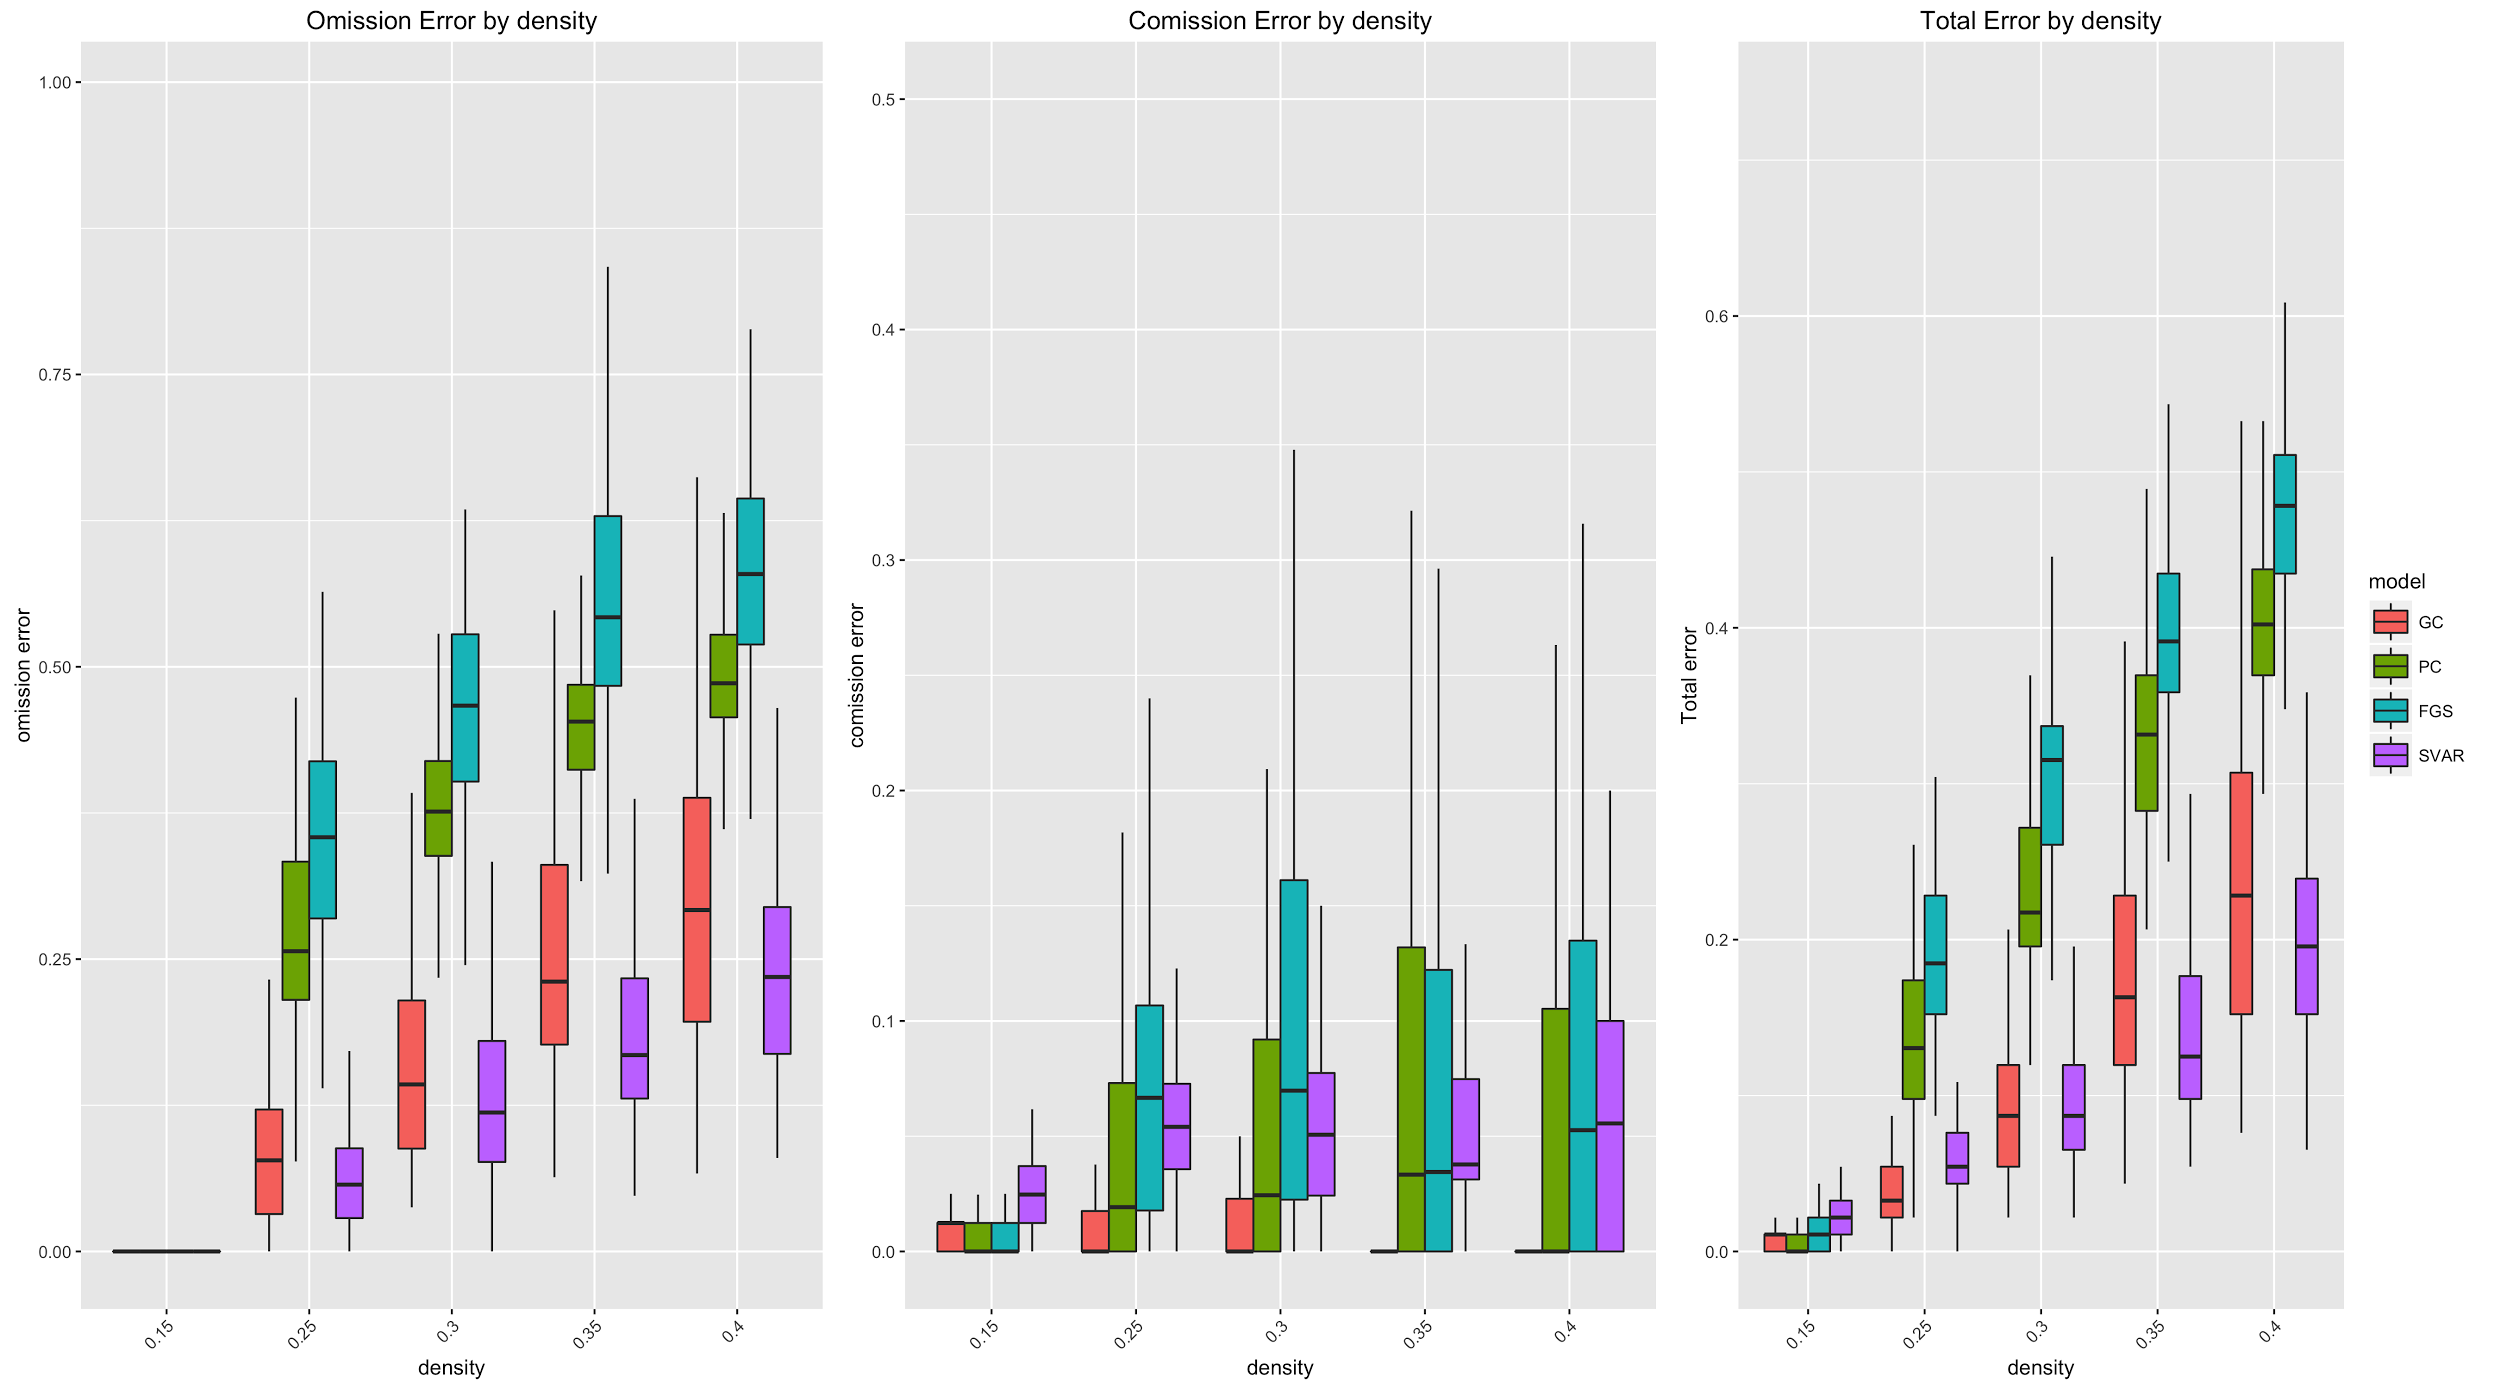 Omission Error by density
1.00
0.75
0.50
0.25
0.00
omission error
0.15
0.25
0.3
0.35
0.4
density
Comission Error by density
0.5
0.4
0.3
0.2
0.1
0.0
comission error
0.15
0.25
0.3
0.35
0.4
density
Total Error by density
0.6
0.4
0.2
0.0
Total error
0.15
0.25
0.3
0.35
0.4
density
model
GC
PC
FGS
SVAR